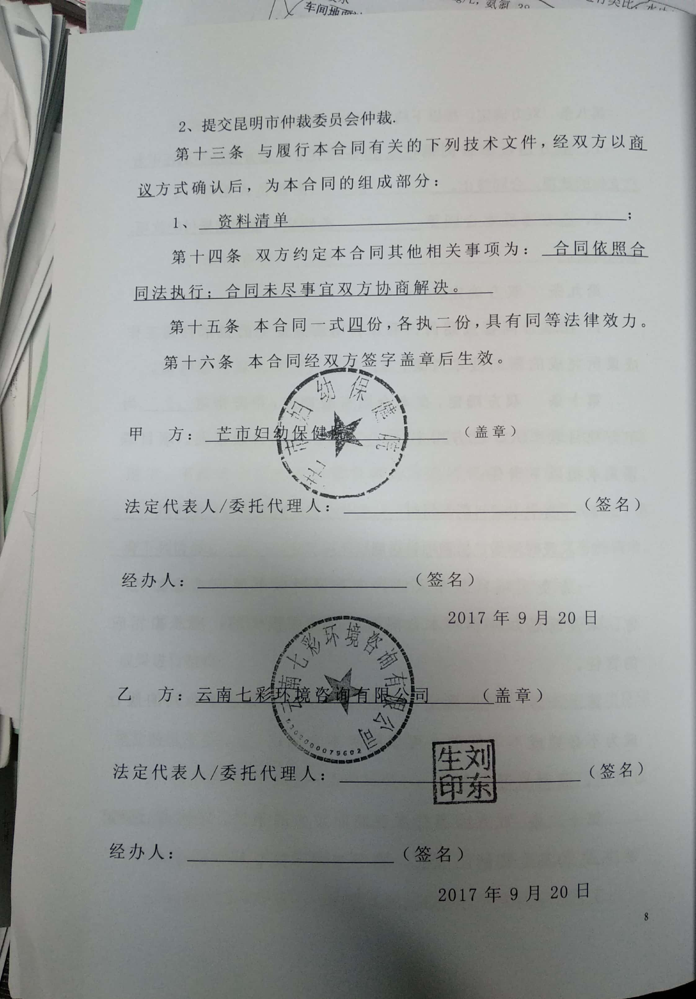 车间地面
氨氮 20
2、提交昆明市仲裁委员会仲裁.
第十三条 与履行本合同有关的下列技术文件，经双方以商
议方式确认后，为本合同的组成部分：
1、 资料清单 ；
第十四条 双方约定本合同其他相关事项为： 合同依照合
同法执行；合同未尽事宜双方协商解决。
第十五条 本合同一式四份，各执二份，具有同等法律效力。
第十六条 本合同经双方签字盖章后生效。
芒市妇幼保健院
甲 方： 芒市妇幼保健院 （盖章）
法定代表人/委托代理人： （签名）
经办人： （签名）
2017 年 9 月 20 日
云南七彩环境咨询有限公司
乙 方：云南七彩环境咨询有限公司 （盖章）
法定代表人/委托代理人： （签名）
刘东
生印
经办人： （签名）
2017 年 9 月 20 日
8